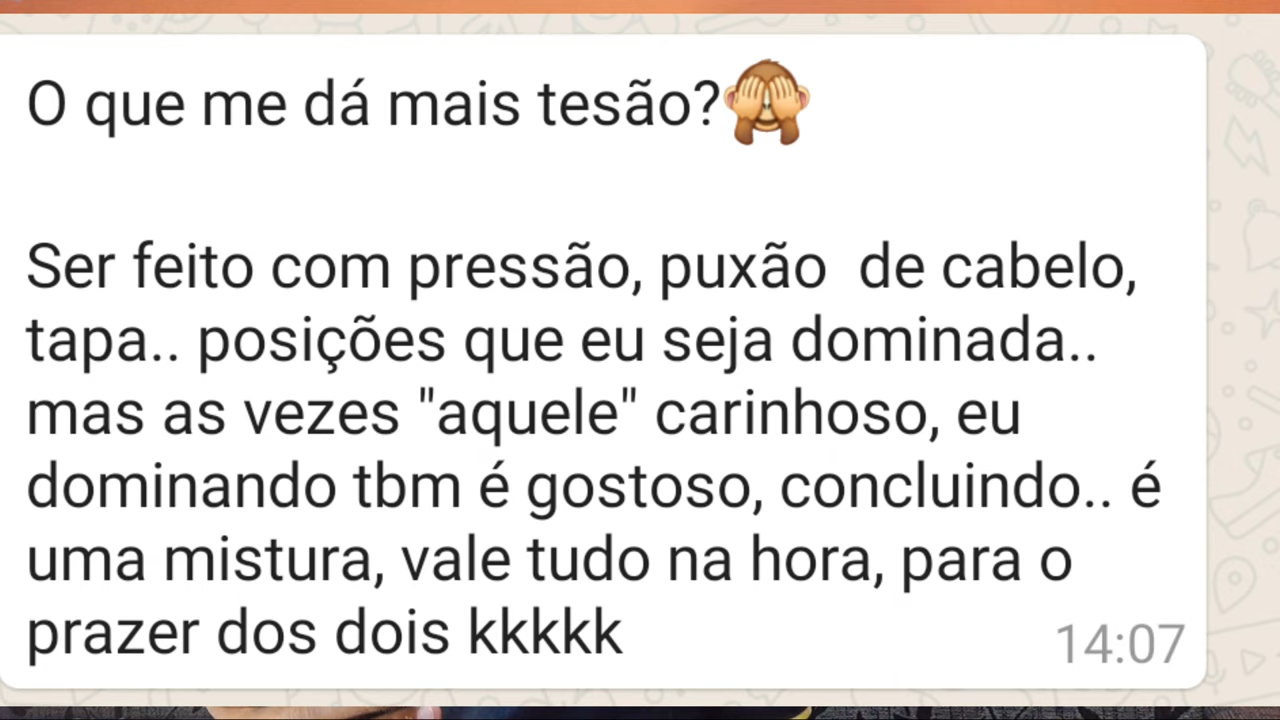 O que me dá mais tesão?🙈
Ser feito com pressão, puxão de cabelo,
tapa.. posições que eu seja dominada..
mas as vezes "aquele" carinhoso, eu
dominando tbm é gostoso, concluindo.. é
uma mistura, vale tudo na hora, para o
prazer dos dois kkkkk
14:07